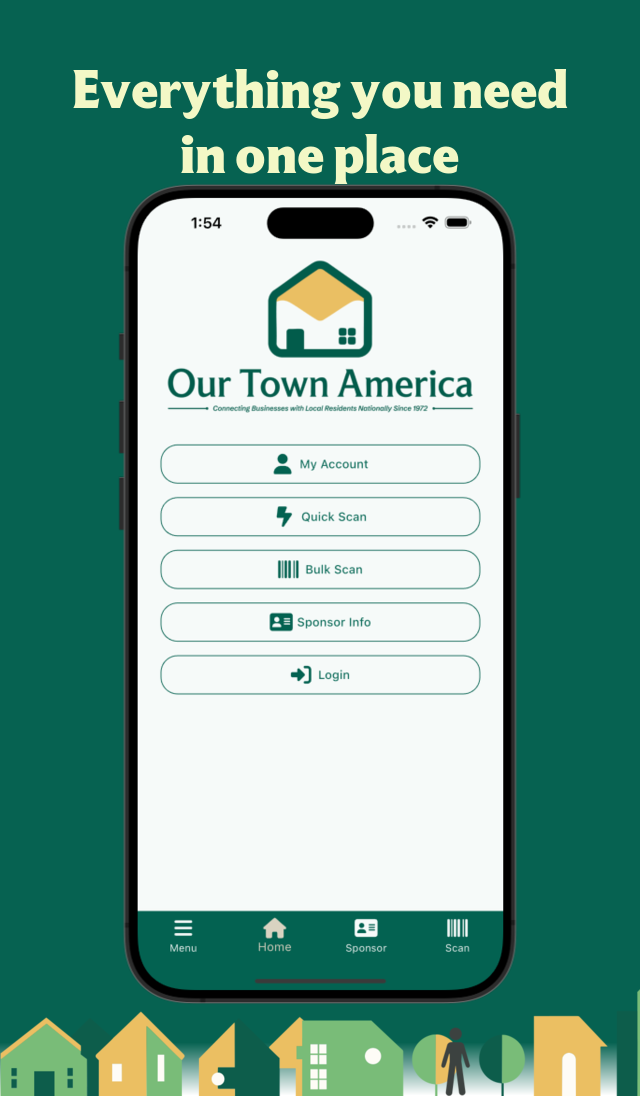 Everything you need
in one place
1:54
Our Town America
Connecting Businesses with Local Residents Nationally Since 1972
My Account
Quick Scan
Bulk Scan
Sponsor Info
Login
Menu
Home
Sponsor
Scan